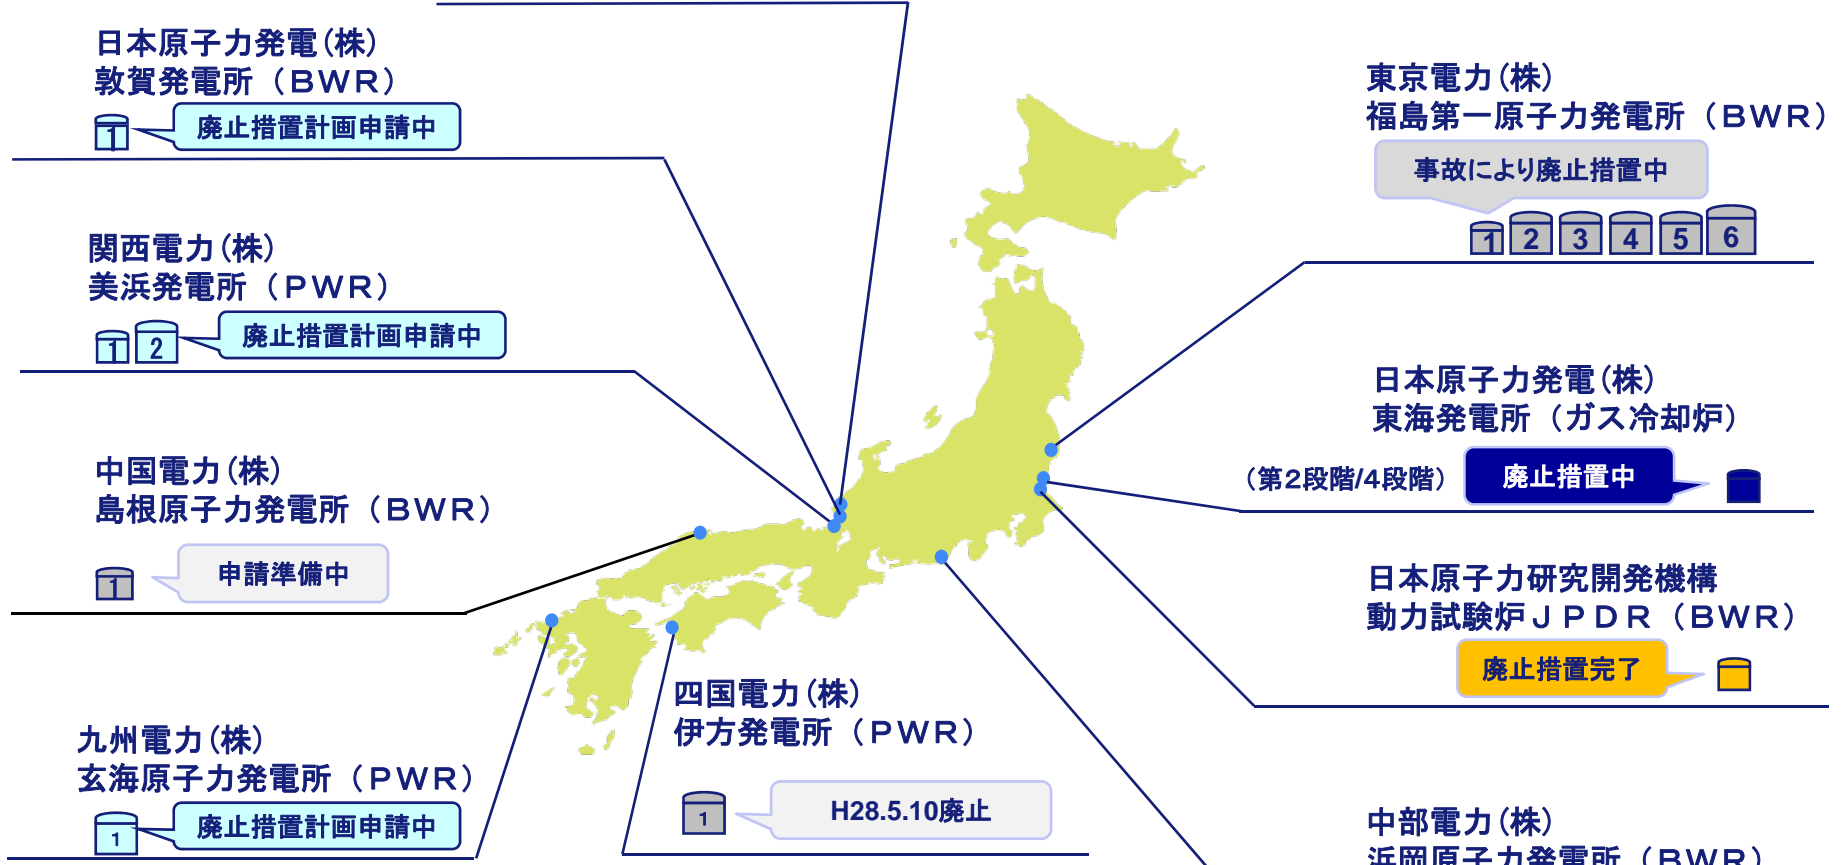 日本原子力発電(株)
敦賀発電所（ＢＷＲ）
1
廃止措置計画申請中
関西電力(株)
美浜発電所（ＰＷＲ）
1 2
廃止措置計画申請中
中国電力(株)
島根原子力発電所（ＢＷＲ）
1
申請準備中
九州電力(株)
玄海原子力発電所（ＰＷＲ）
1
廃止措置計画申請中
四国電力(株)
伊方発電所（ＰＷＲ）
1
H28.5.10廃止
東京電力(株)
福島第一原子力発電所（ＢＷＲ）
事故により廃止措置中
1 2 3 4 5 6
日本原子力発電(株)
東海発電所（ガス冷却炉）
（第２段階/4段階）
廃止措置中
日本原子力研究開発機構
動力試験炉ＪＰＤＲ（ＢＷＲ）
廃止措置完了
中部電力(株)
浜岡原子力発電所（ＢＷＲ）